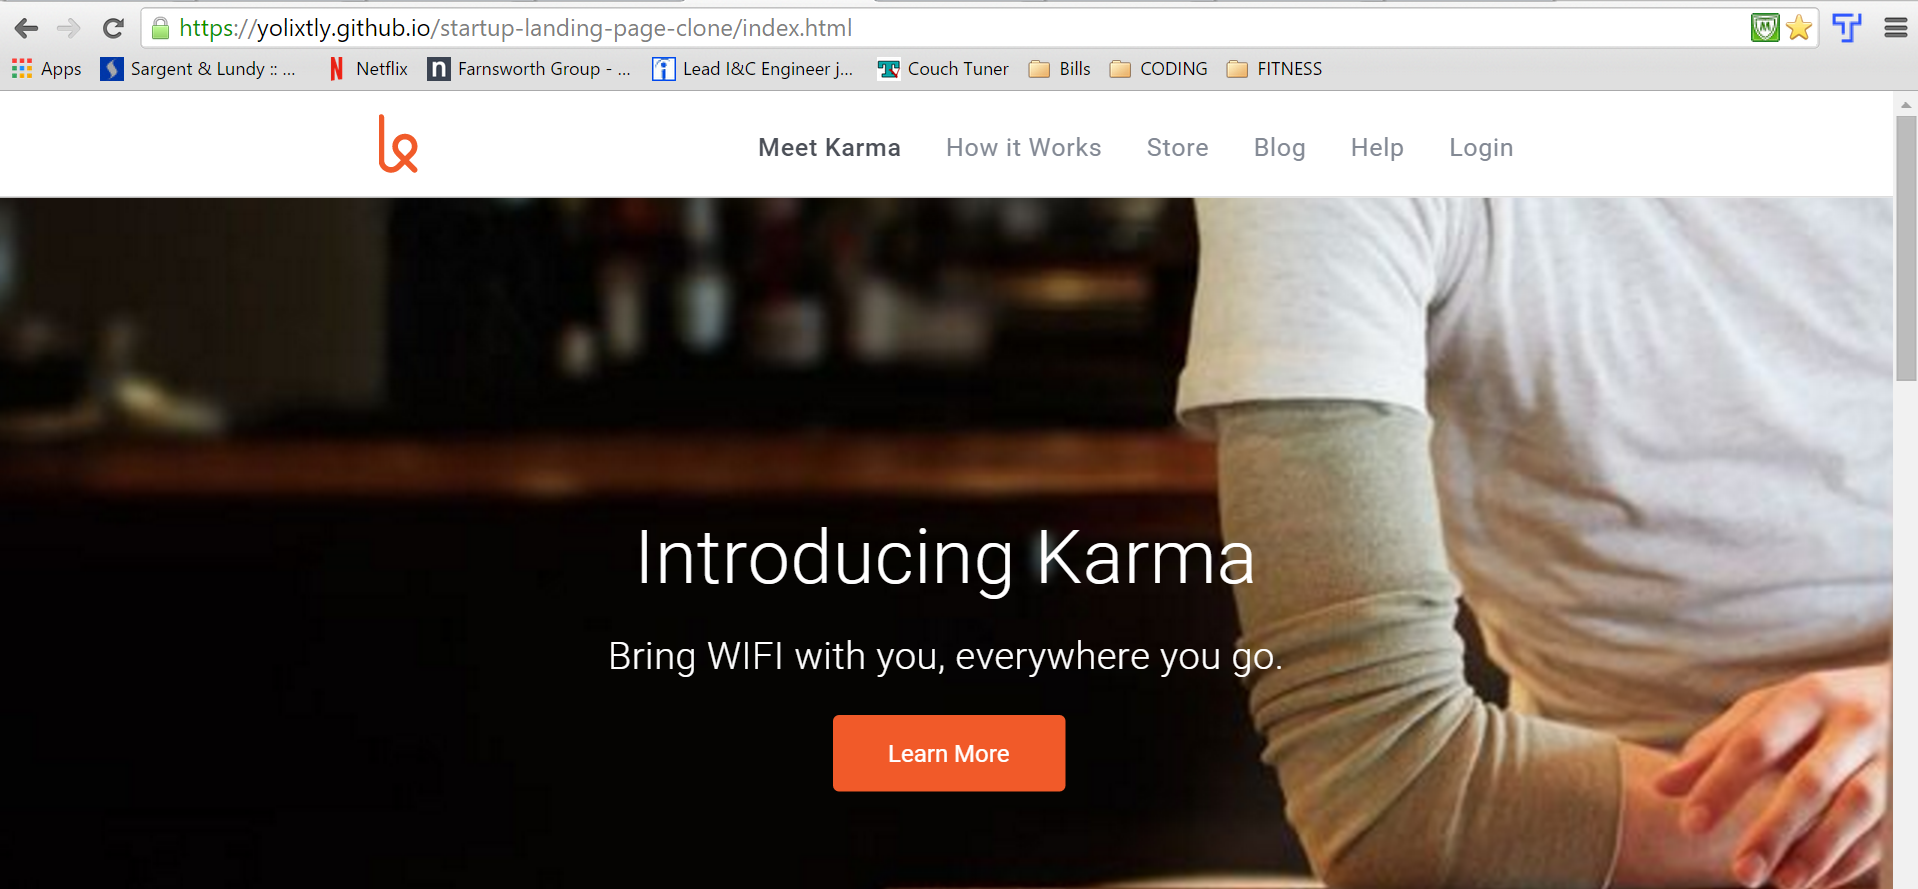 https://yolixtly.github.io/startup-landing-page-clone/index.html
Apps Sargent & Lundy :: ... Netflix Farnsworth Group - ... Lead I&C Engineer j... Couch Tuner Bills CODING FITNESS
Meet Karma How it Works Store Blog Help Login
Introducing Karma
Bring WIFI with you, everywhere you go.
Learn More